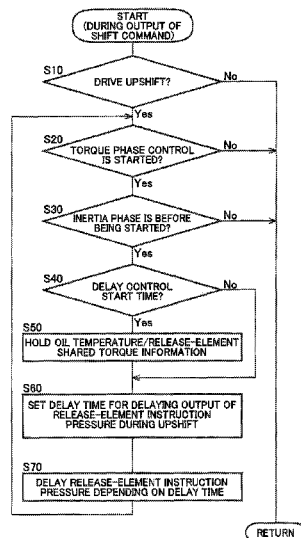 START
(DURING OUTPUT OF
SHIFT COMMAND)
S10
DRIVE UPSHIFT?
No
Yes
S20
TORQUE PHASE CONTROL
IS STARTED?
No
Yes
S30
INERTIA PHASE IS BEFORE
BEING STARTED?
No
Yes
S40
DELAY CONTROL
START TIME?
No
Yes
S50
HOLD OIL TEMPERATURE/RELEASE-ELEMENT
SHARED TORQUE INFORMATION
S60
SET DELAY TIME FOR DELAYING OUTPUT OF
RELEASE-ELEMENT INSTRUCTION
PRESSURE DURING UPSHIFT
S70
DELAY RELEASE-ELEMENT INSTRUCTION
PRESSURE DEPENDING ON DELAY TIME
RETURN